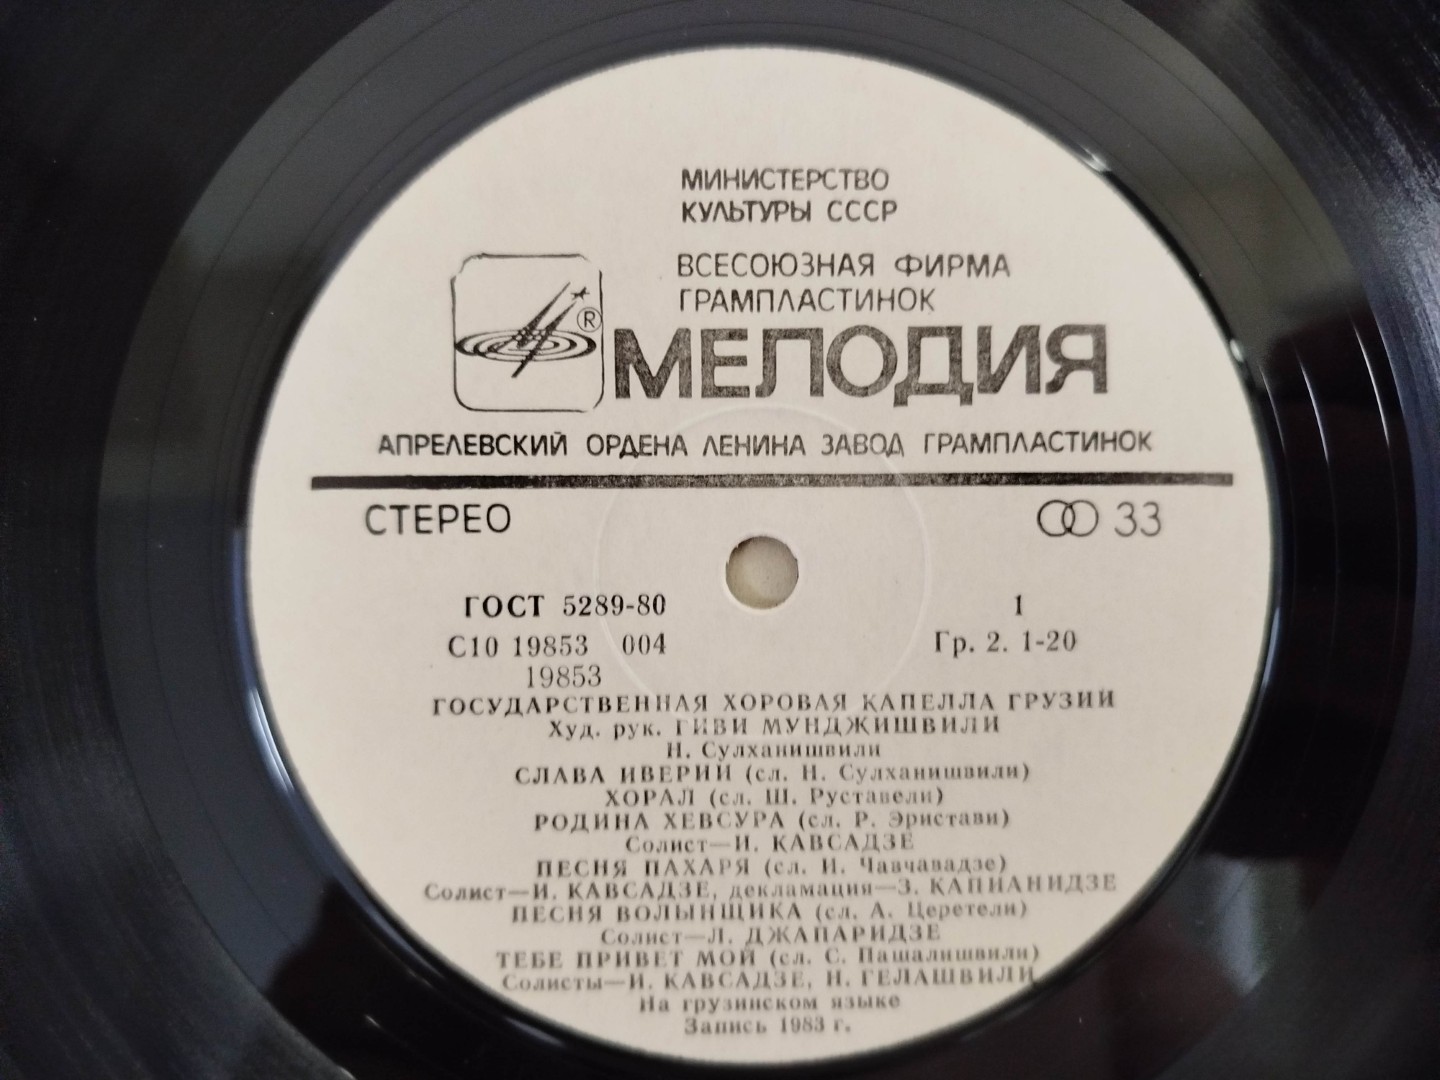 МИНИСТЕРСТВО
КУЛЬТУРЫ СССР
ВСЕСОЮЗНАЯ ФИРМА
ГРАМПЛАСТИНОК
®
МЕЛОДИЯ
АПРЕЛЕВСКИЙ ОРДЕНА ЛЕНИНА ЗАВОД ГРАМПЛАСТИНОК
СТЕРЕО 33
ГОСТ 5289-80 1
С10 19853 004 Гр. 2. 1-20
19853
ГОСУДАРСТВЕННАЯ ХОРОВАЯ КАПЕЛЛА ГРУЗИИ
Худ. рук. ГИВИ МУНДЖИШВИЛИ
Н. Сулханишвили
СЛАВА ИВЕРИИ (сл. Н. Сулханишвили)
ХОРАЛ (сл. Ш. Руставели)
РОДИНА ХЕВСУРА (сл. Р. Эристави)
Солист—И. КАВСАДЗЕ
ПЕСНЯ ПАХАРЯ (сл. И. Чавчавадзе)
Солист—И. КАВСАДЗЕ, декламация—З. КАПИАНИДЗЕ
ПЕСНЯ ВОЛЫНЩИКА (сл. А. Церетели)
Солист—Л. ДЖАПАРИДЗЕ
ТЕБЕ ПРИВЕТ МОЙ (сл. С. Пашалишвили)
Солисты—И. КАВСАДЗЕ, Н. ГЕЛАШВИЛИ
На грузинском языке
Запись 1983 г.